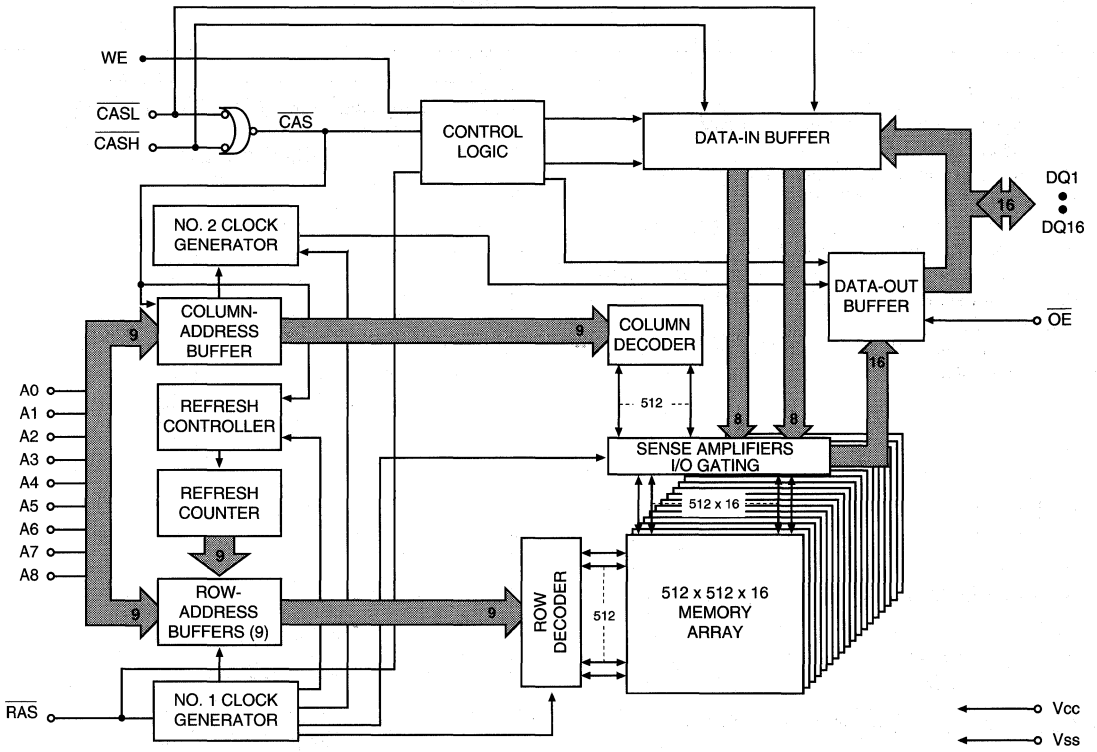 WE
CASL
CASH
CAS
CONTROL
LOGIC
DATA-IN BUFFER
DQ1
16
DQ16
NO. 2 CLOCK
GENERATOR
DATA-OUT
BUFFER
OE
COLUMN-
ADDRESS
BUFFER
9
9
COLUMN
DECODER
16
A0
A1
A2
A3
A4
A5
A6
A7
A8
REFRESH
CONTROLLER
512
8
8
SENSE AMPLIFIERS
I/O GATING
REFRESH
COUNTER
512 x 16
9
ROW-
ADDRESS
BUFFERS (9)
9
9
ROW
DECODER
512
512 x 512 x 16
MEMORY
ARRAY
RAS
NO. 1 CLOCK
GENERATOR
Vcc
Vss